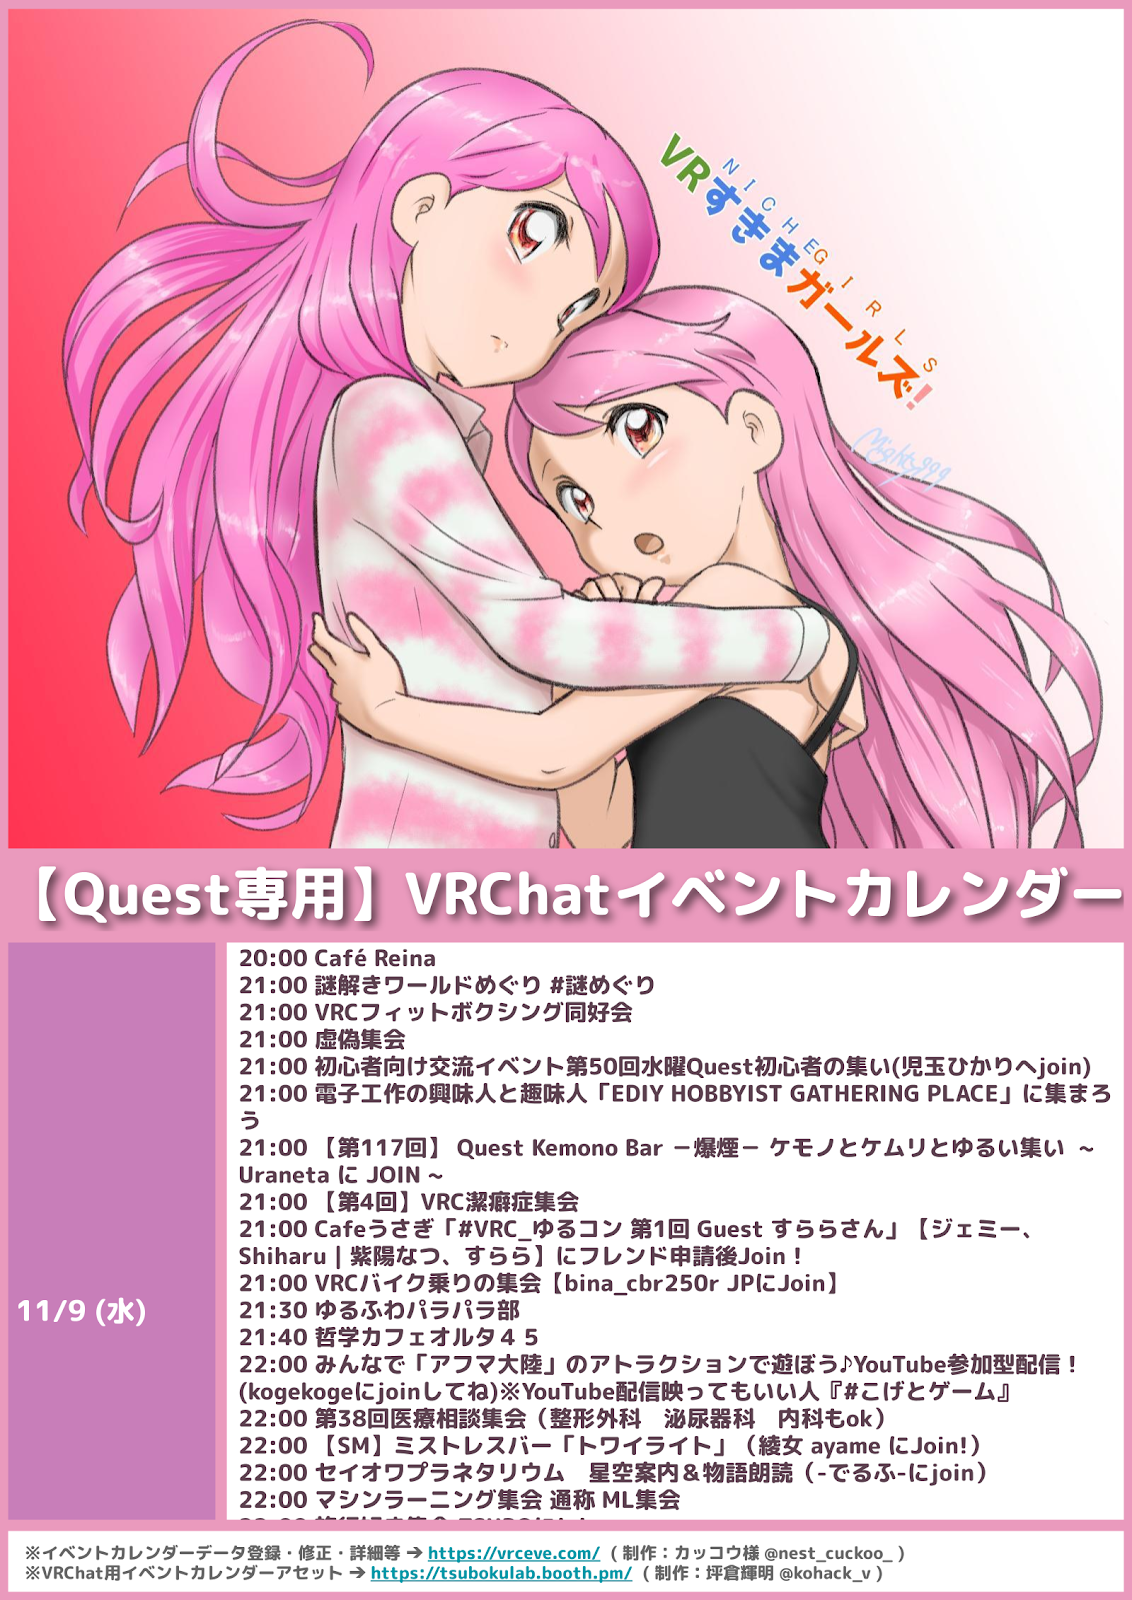 VRすきまガールズ!
NICHEGIRLS
Mighty999
【Quest専用】VRChatイベントカレンダー
11/9 (水)
20:00 Café Reina
21:00 謎解きワールドめぐり #謎めぐり
21:00 VRCフィットボクシング同好会
21:00 虚偽集会
21:00 初心者向け交流イベント第50回水曜Quest初心者の集い(児玉ひかりへjoin)
21:00 電子工作の興味人と趣味人「EDIY HOBBYIST GATHERING PLACE」に集まろ
う
21:00 【第117回】 Quest Kemono Bar －爆煙－ ケモノとケムリとゆるい集い ～
Uraneta に JOIN ~
21:00 【第4回】VRC潔癖症集会
21:00 Cafeうさぎ「#VRC_ゆるコン 第1回 Guest すららさん」【ジェミー、
Shiharu | 紫陽なつ、すらら】にフレンド申請後Join！
21:00 VRCバイク乗りの集会【bina_cbr250r JPにJoin】
21:30 ゆるふわパラパラ部
21:40 哲学カフェオルタ４５
22:00 みんなで「アフマ大陸」のアトラクションで遊ぼう♪YouTube参加型配信！
(kogekogeにjoinしてね)※YouTube配信映ってもいい人『#こげとゲーム』
22:00 第38回医療相談集会（整形外科　泌尿器科　内科もok）
22:00 【SM】ミストレスバー「トワイライト」（綾女 ayame にJoin!）
22:00 セイオワプラネタリウム　星空案内＆物語朗読（-でるふ-にjoin）
22:00 マシンラーニング集会 通称 ML集会
※イベントカレンダーデータ登録・修正・詳細等 ➔ https://vrceve.com/ ( 制作：カッコウ様 @nest_cuckoo_ )
※VRChat用イベントカレンダーアセット ➔ https://tsubokulab.booth.pm/ ( 制作：坪倉輝明 @kohack_v )